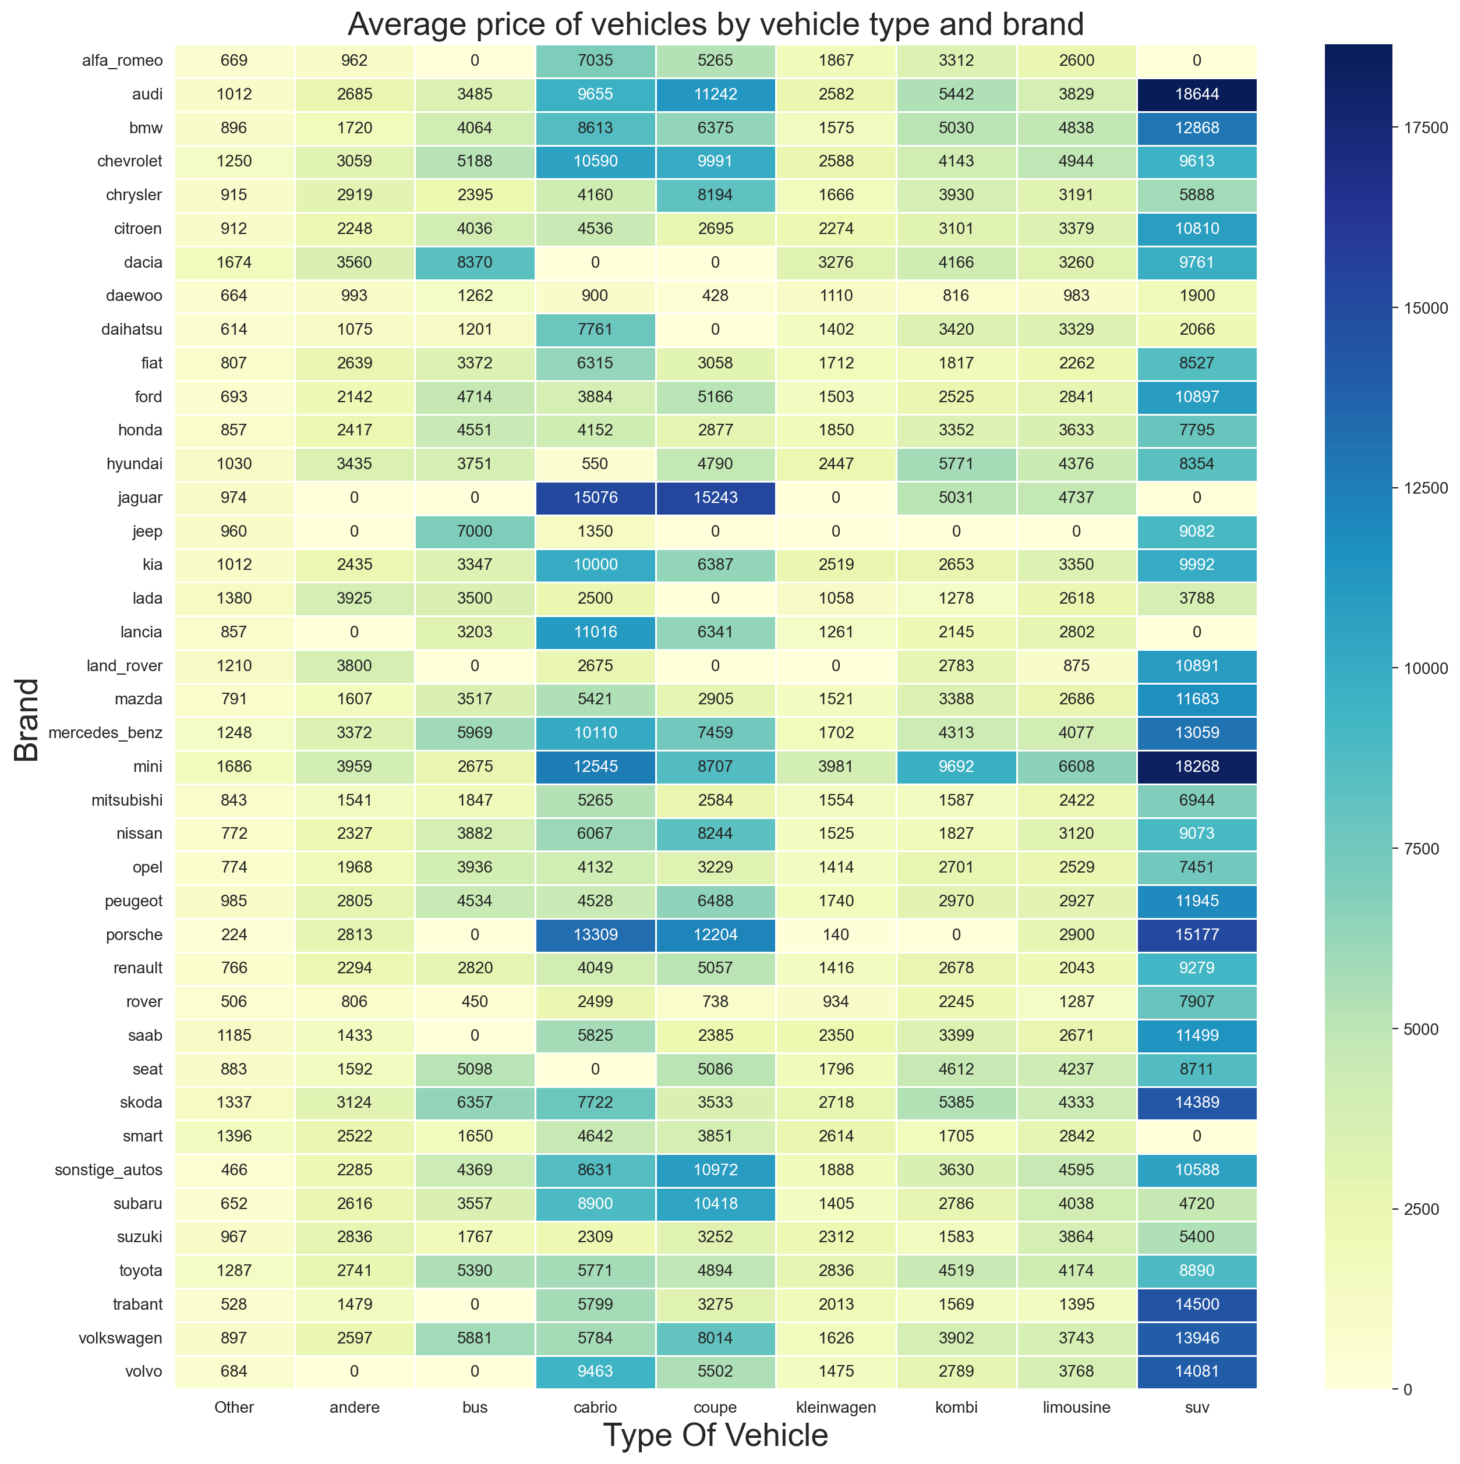 Average price of vehicles by vehicle type and brand
alfa_romeo 669 962 0 7035 5265 1867 3312 2600 0
audi 1012 2685 3485 9655 11242 2582 5442 3829 18644
bmw 896 1720 4064 8613 6375 1575 5030 4838 12868
chevrolet 1250 3059 5188 10590 9991 2588 4143 4944 9613
chrysler 915 2919 2395 4160 8194 1666 3930 3191 5888
citroen 912 2248 4036 4536 2695 2274 3101 3379 10810
dacia 1674 3560 8370 0 0 3276 4166 3260 9761
daewoo 664 993 1262 900 428 1110 816 983 1900
daihatsu 614 1075 1201 7761 0 1402 3420 3329 2066
fiat 807 2639 3372 6315 3058 1712 1817 2262 8527
ford 693 2142 4714 3884 5166 1503 2525 2841 10897
honda 857 2417 4551 4152 2877 1850 3352 3633 7795
hyundai 1030 3435 3751 550 4790 2447 5771 4376 8354
jaguar 974 0 0 15076 15243 0 5031 4737 0
jeep 960 0 7000 1350 0 0 0 0 9082
kia 1012 2435 3347 10000 6387 2519 2653 3350 9992
lada 1380 3925 3500 2500 0 1058 1278 2618 3788
lancia 857 0 3203 11016 6341 1261 2145 2802 0
land_rover 1210 3800 0 2675 0 0 2783 875 10891
mazda 791 1607 3517 5421 2905 1521 3388 2686 11683
mercedes_benz 1248 3372 5969 10110 7459 1702 4313 4077 13059
mini 1686 3959 2675 12545 8707 3981 9692 6608 18268
mitsubishi 843 1541 1847 5265 2584 1554 1587 2422 6944
nissan 772 2327 3882 6067 8244 1525 1827 3120 9073
opel 774 1968 3936 4132 3229 1414 2701 2529 7451
peugeot 985 2805 4534 4528 6488 1740 2970 2927 11945
porsche 224 2813 0 13309 12204 140 0 2900 15177
renault 766 2294 2820 4049 5057 1416 2678 2043 9279
rover 506 806 450 2499 738 934 2245 1287 7907
saab 1185 1433 0 5825 2385 2350 3399 2671 11499
seat 883 1592 5098 0 5086 1796 4612 4237 8711
skoda 1337 3124 6357 7722 3533 2718 5385 4333 14389
smart 1396 2522 1650 4642 3851 2614 1705 2842 0
sonstige_autos 466 2285 4369 8631 10972 1888 3630 4595 10588
subaru 652 2616 3557 8900 10418 1405 2786 4038 4720
suzuki 967 2836 1767 2309 3252 2312 1583 3864 5400
toyota 1287 2741 5390 5771 4894 2836 4519 4174 8890
trabant 528 1479 0 5799 3275 2013 1569 1395 14500
volkswagen 897 2597 5881 5784 8014 1626 3902 3743 13946
volvo 684 0 0 9463 5502 1475 2789 3768 14081
Other andere bus cabrio coupe kleinwagen kombi limousine suv
Type Of Vehicle
Brand
17500
15000
12500
10000
7500
5000
2500
0